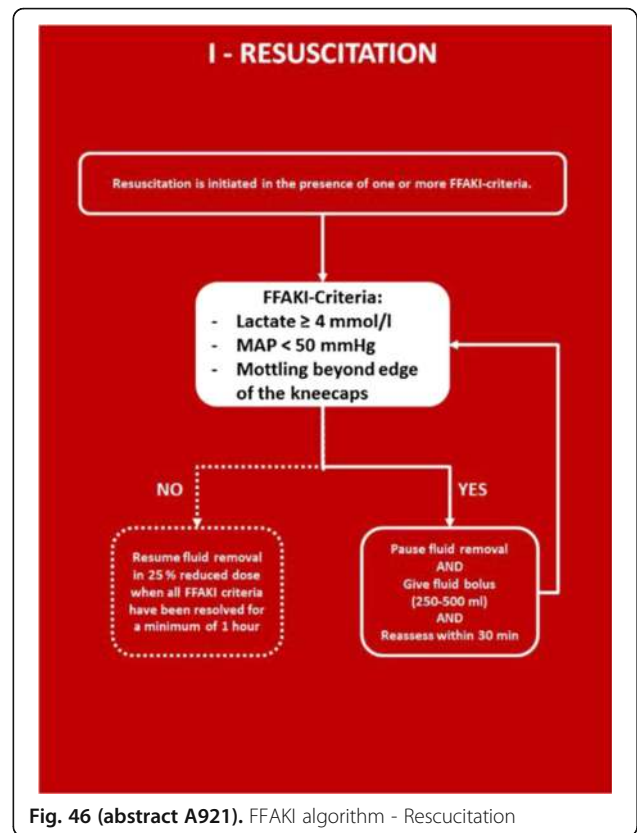 I - RESUSCITATION
Resuscitation is initiated in the presence of one or more FFAKI-criteria.
FFAKI-Criteria:
- Lactate ≥ 4 mmol/l
- MAP < 50 mmHg
- Mottling beyond edge
of the kneecaps
NO
YES
Resume fluid removal
in 25 % reduced dose
when all FFAKI criteria
have been resolved for
a minimum of 1 hour
Pause fluid removal
AND
Give fluid bolus
(250-500 ml)
AND
Reassess within 30 min
Fig. 46 (abstract A921). FFAKI algorithm - Rescucitation